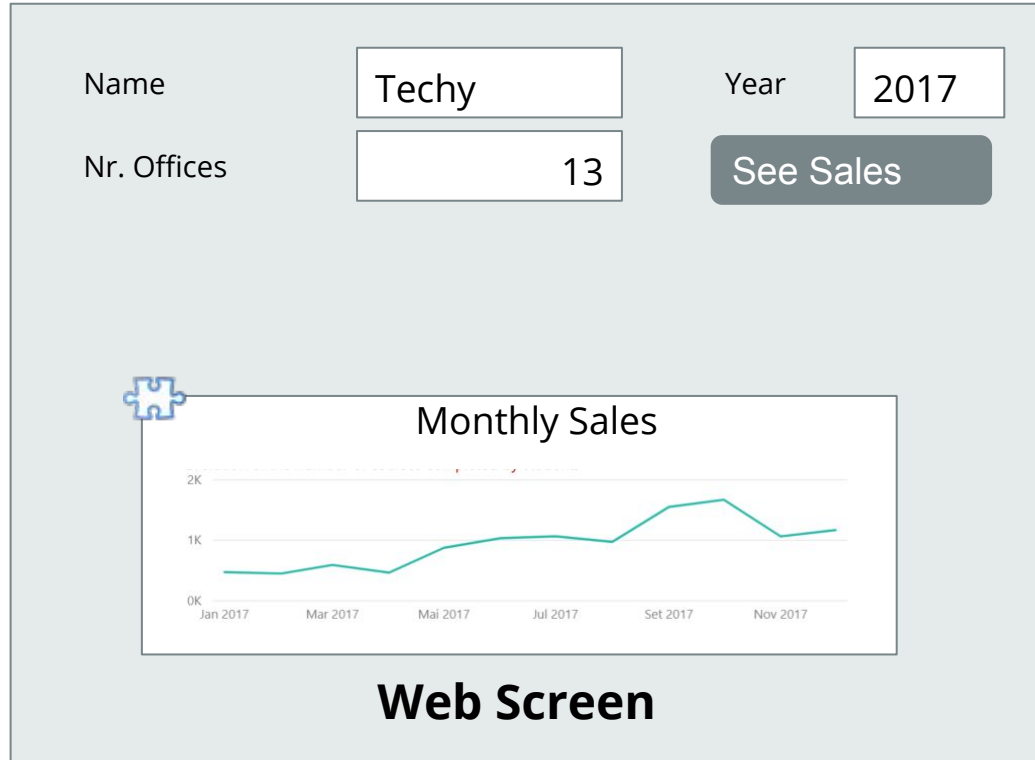 Name
Techy
Year
2017
Nr. Offices
13
See Sales
Monthly Sales
2K
1K
0K
Jan 2017
Mar 2017
Mai 2017
Jul 2017
Set 2017
Nov 2017
Web Screen